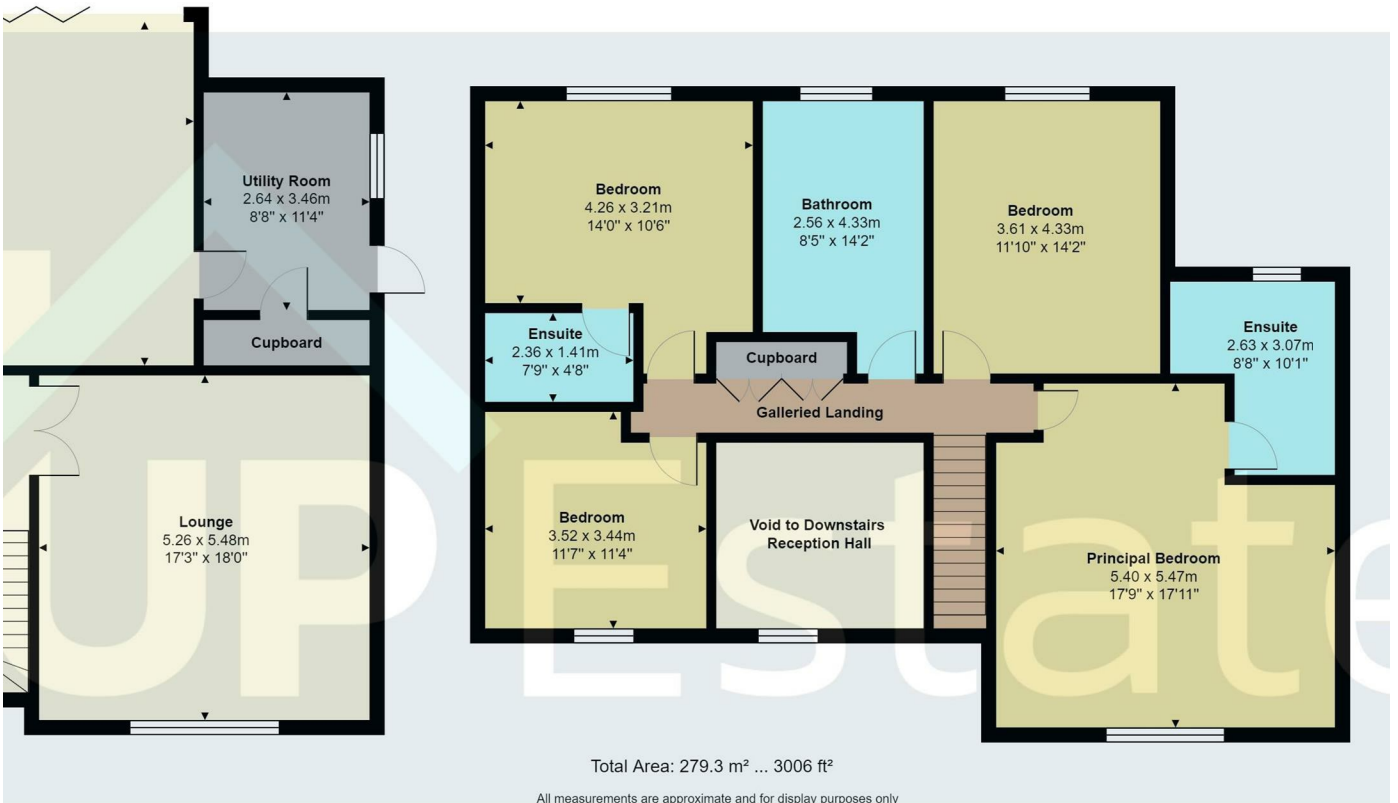 Utility Room
2.64 x 3.46m
8'8" x 11'4"
Cupboard
Lounge
5.26 x 5.48m
17'3" x 18'0"
Bedroom
4.26 x 3.21m
14'0" x 10'6"
Bathroom
2.56 x 4.33m
8'5" x 14'2"
Bedroom
3.61 x 4.33m
11'10" x 14'2"
Ensuite
2.36 x 1.41m
7'9" x 4'8"
Cupboard
Galleried Landing
Ensuite
2.63 x 3.07m
8'8" x 10'1"
Bedroom
3.52 x 3.44m
11'7" x 11'4"
Void to Downstairs
Reception Hall
Principal Bedroom
5.40 x 5.47m
17'9" x 17'11"
UP Estate
Total Area: 279.3 m² ... 3006 ft²
All measurements are approximate and for display purposes only